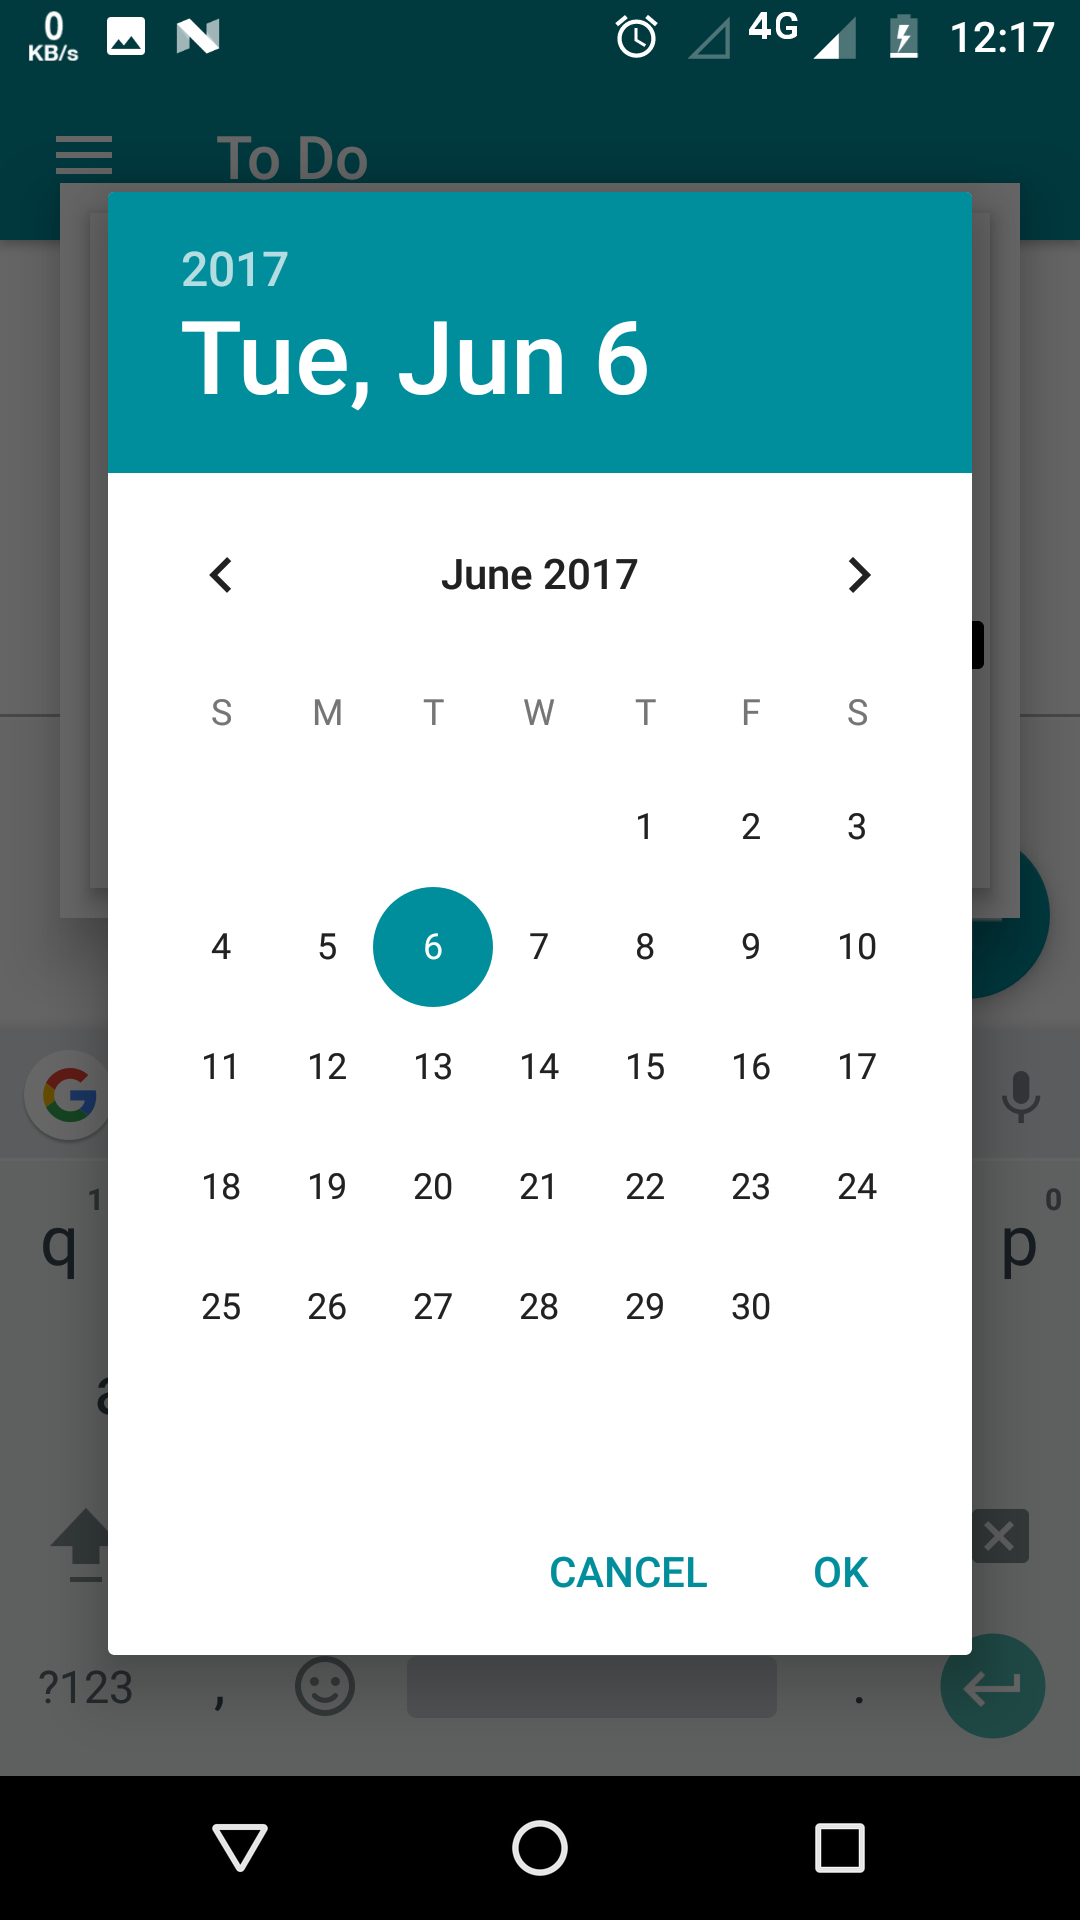 0
KB/s
4G
12:17
To Do
2017
Tue, Jun 6
June 2017
S M T W T F S
1 2 3
4 5 6 7 8 9 10
11 12 13 14 15 16 17
18 19 20 21 22 23 24
25 26 27 28 29 30
CANCEL OK
1 0
q p
a
?123 , .